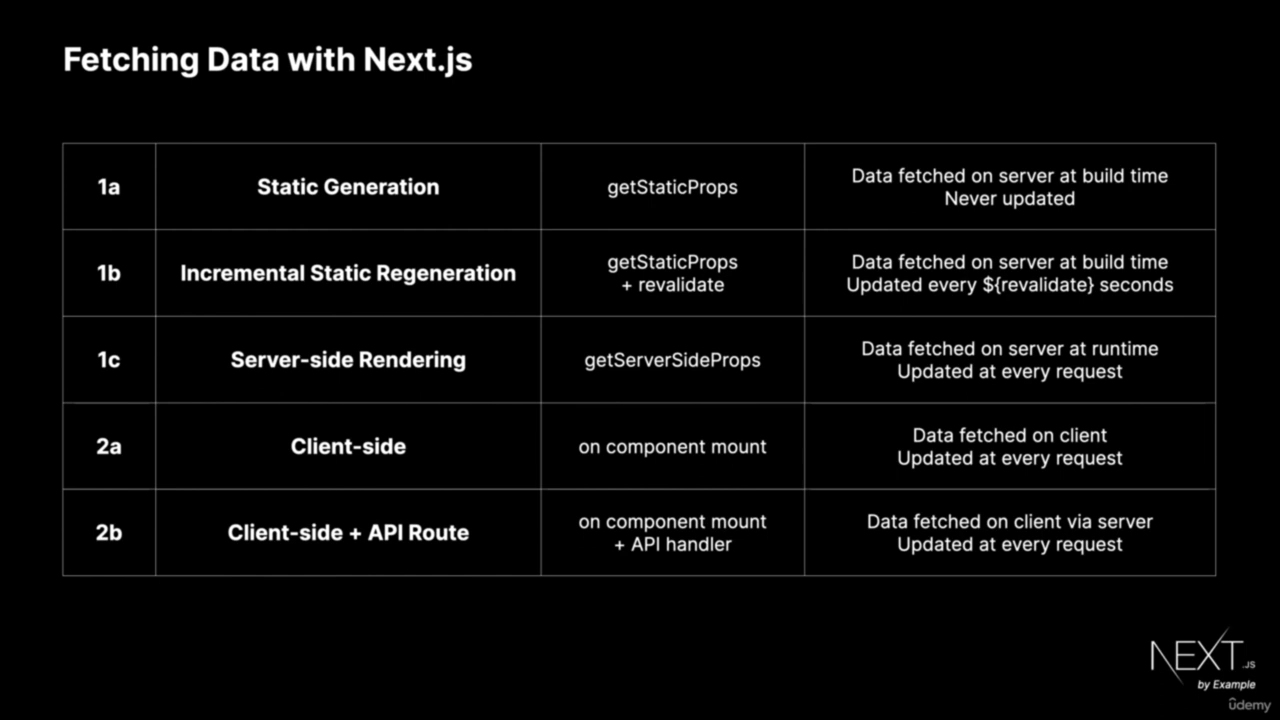 Fetching Data with Next.js
1a
Static Generation
getStaticProps
Data fetched on server at build time
Never updated
1b
Incremental Static Regeneration
getStaticProps
+ revalidate
Data fetched on server at build time
Updated every ${revalidate} seconds
1c
Server-side Rendering
getServerSideProps
Data fetched on server at runtime
Updated at every request
2a
Client-side
on component mount
Data fetched on client
Updated at every request
2b
Client-side + API Route
on component mount
+ API handler
Data fetched on client via server
Updated at every request
NEXT.JS
by Example
ûdemy